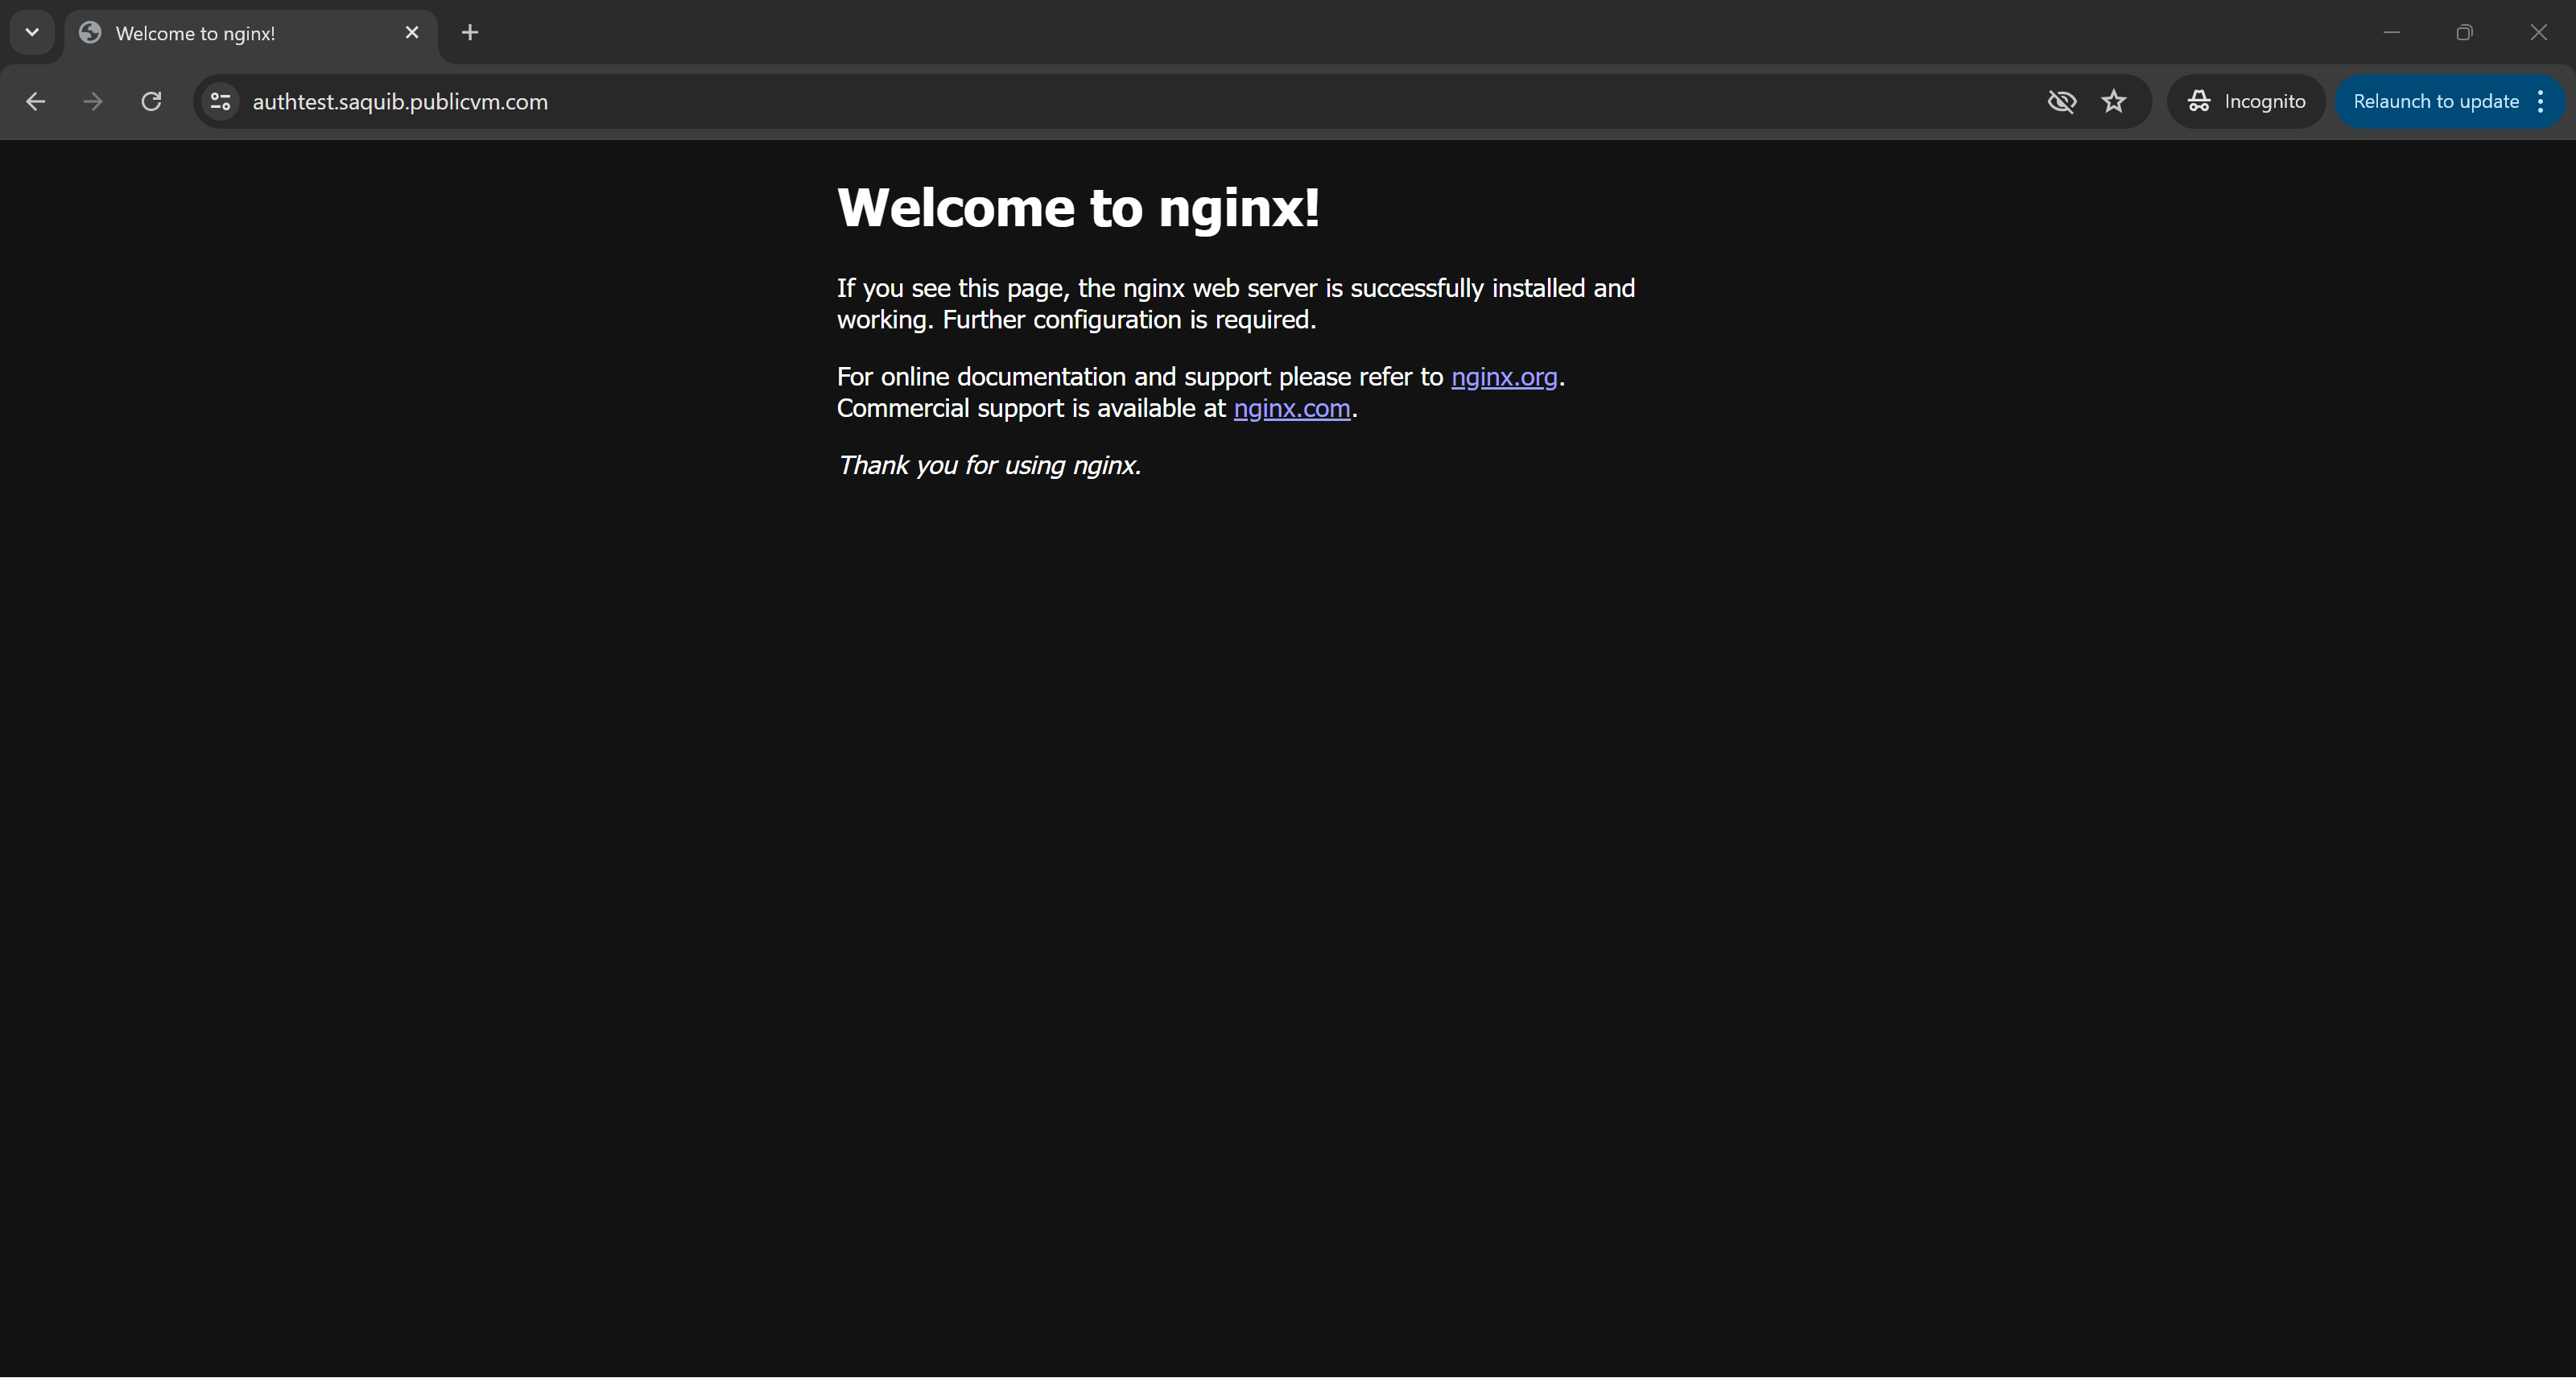 Welcome to nginx!
authtest.saquib.publicvm.com
Incognito
Relaunch to update
Welcome to nginx!
If you see this page, the nginx web server is successfully installed and
working. Further configuration is required.
For online documentation and support please refer to nginx.org.
Commercial support is available at nginx.com.
Thank you for using nginx.